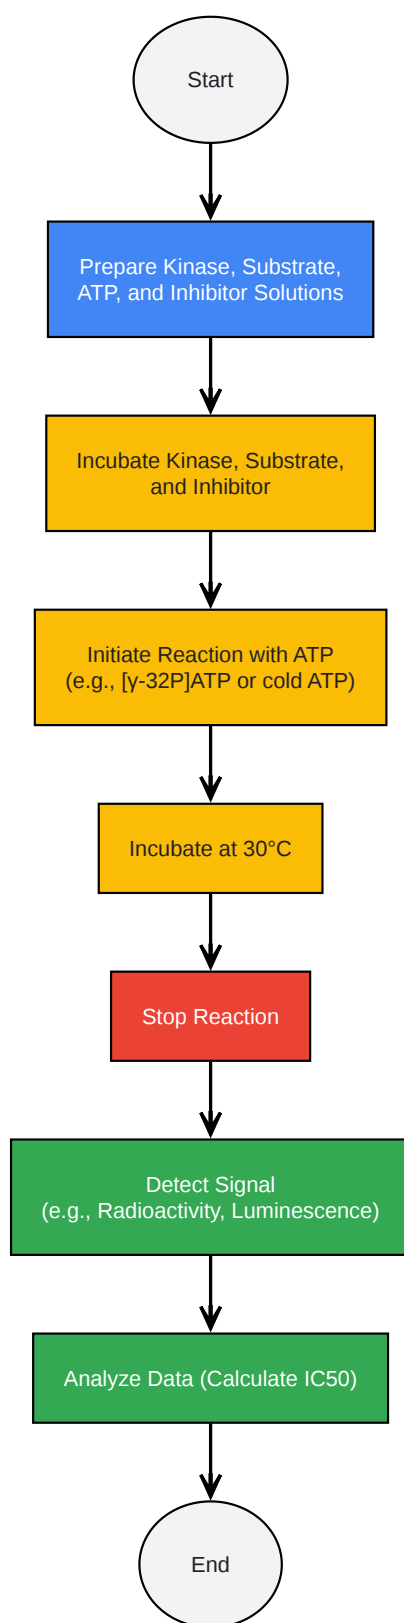 Start
Prepare Kinase, Substrate,
ATP, and Inhibitor Solutions
Incubate Kinase, Substrate,
and Inhibitor
Initiate Reaction with ATP
(e.g., [γ-32P]ATP or cold ATP)
Incubate at 30°C
Stop Reaction
Detect Signal
(e.g., Radioactivity, Luminescence)
Analyze Data (Calculate IC50)
End